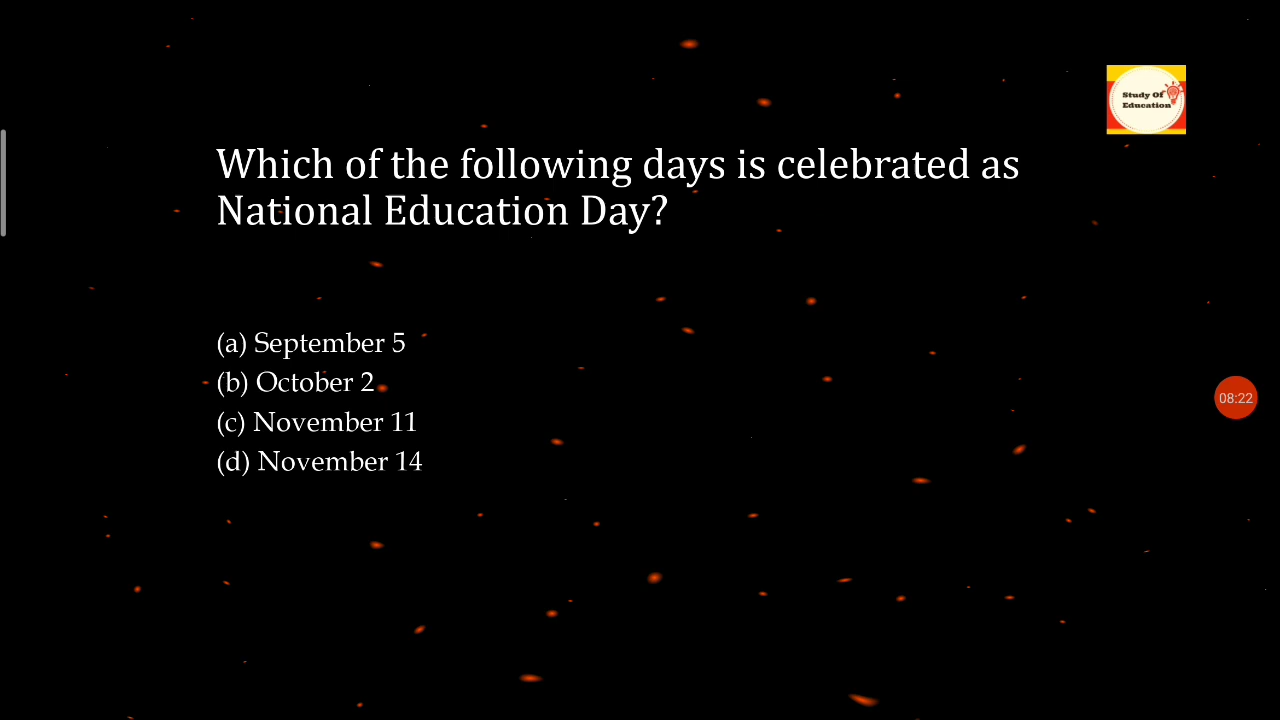 Study Of
Education
Which of the following days is celebrated as
National Education Day?
(a) September 5
(b) October 2
(c) November 11
(d) November 14
08:22